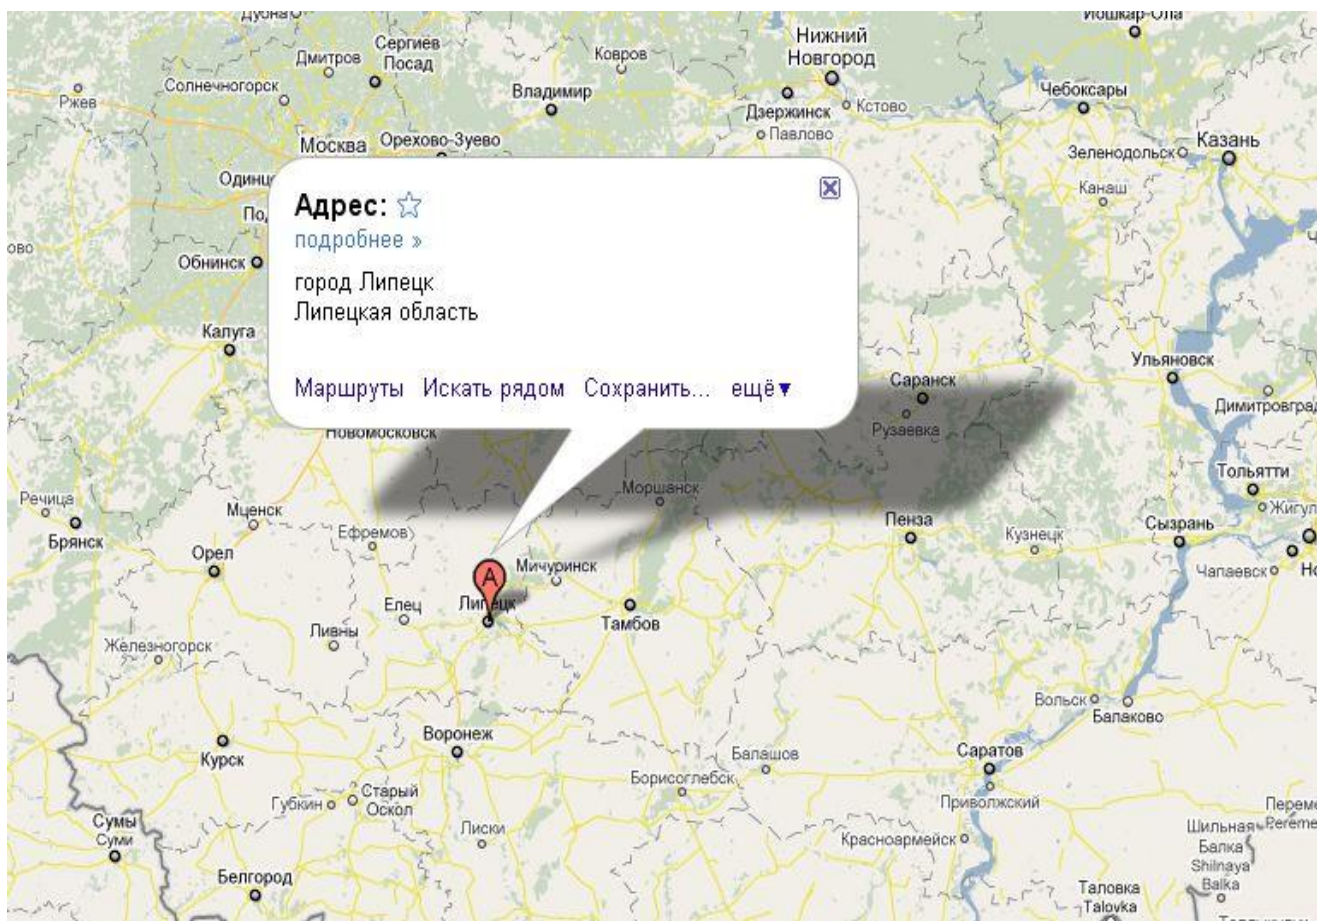 Дубна
Йошкар-Ола
Сергиев
Посад
Дмитров
Ковров
Нижний
Новгород
Ржев
Солнечногорск
Владимир
Дзержинск
Кстово
Чебоксары
Павлово
Москва
Орехово-Зуево
Казань
Зеленодольск
Канаш
Адрес:
подробнее »
город Липецк
Липецкая область
Маршруты Искать рядом Сохранить... ещё
Обнинск
Калуга
Ульяновск
Саранск
Рузаевка
Димитровград
Новомосковск
Моршанск
Тольятти
Речица
Брянск
Мценск
Ефремов
Пенза
Кузнецк
Сызрань
Орел
Мичуринск
A
Чапаевск
Елец
Липецк
Тамбов
Ливны
Железногорск
Вольск
Балаково
Воронеж
Курск
Балашов
Саратов
Борисоглебск
Губкин
Старый
Оскол
Приволжский
Сумы
Суми
Лиски
Красноармейск
Шильная
Балка
Shilnaya
Balka
Белгород
Таловка
Talovka